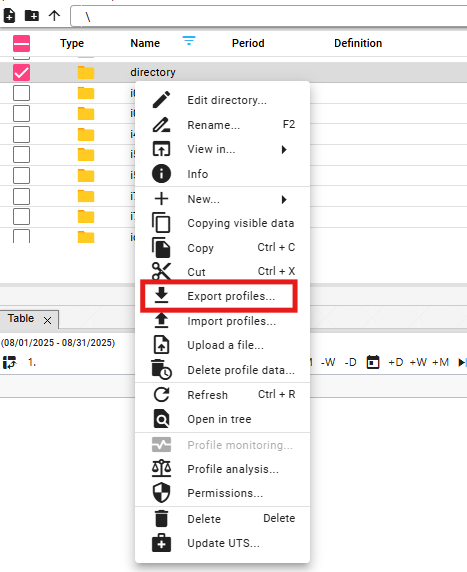 \
Type Name Period Definition
directory
Edit directory...
Rename... F2
View in...
Info
New...
Copying visible data
Copy Ctrl + C
Cut Ctrl + X
Export profiles...
Import profiles...
Upload a file...
Delete profile data...
Refresh Ctrl + R
Open in tree
Profile monitoring...
Profile analysis...
Permissions...
Delete Delete
Update UTS...
Table
(08/01/2025 - 08/31/2025)
1. -W -D +D +W +M